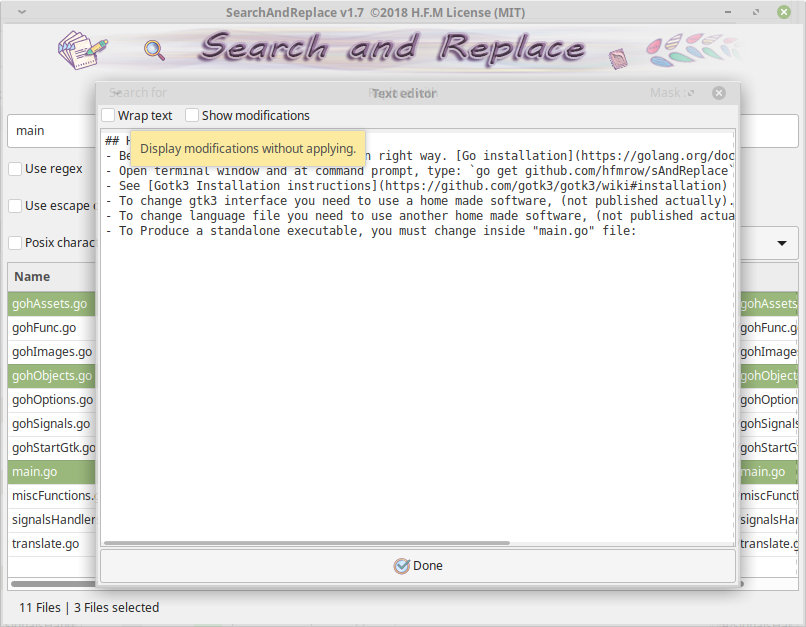 SearchAndReplace v1.7 ©2018 H.F.M License (MIT)
Search and Replace
Search for
Text editor
Mask :
Wrap text
Show modifications
main
## H
Display modifications without applying.
- Be
n right way. [Go installation](https://golang.org/doc
- Open terminal window and at command prompt, type: `go get github.com/hfmrow/sAndReplace`
- See [Gotk3 Installation instructions](https://github.com/gotk3/gotk3/wiki#installation)
- To change gtk3 interface you need to use a home made software, (not published actually).
- To change language file you need to use another home made software, (not published actua
- To Produce a standalone executable, you must change inside "main.go" file:
Use regex
Use escape c
Posix charac
Name
gohAssets.go
gohAssets
gohFunc.go
gohFunc.g
gohImages.go
gohImage
gohObjects.go
gohObject
gohOptions.go
gohOption
gohSignals.go
gohSignals
gohStartGtk.go
gohStartG
main.go
main.go
miscFunctions.
miscFuncti
signalsHandler
signalsHar
translate.go
translate.g
Done
11 Files | 3 Files selected